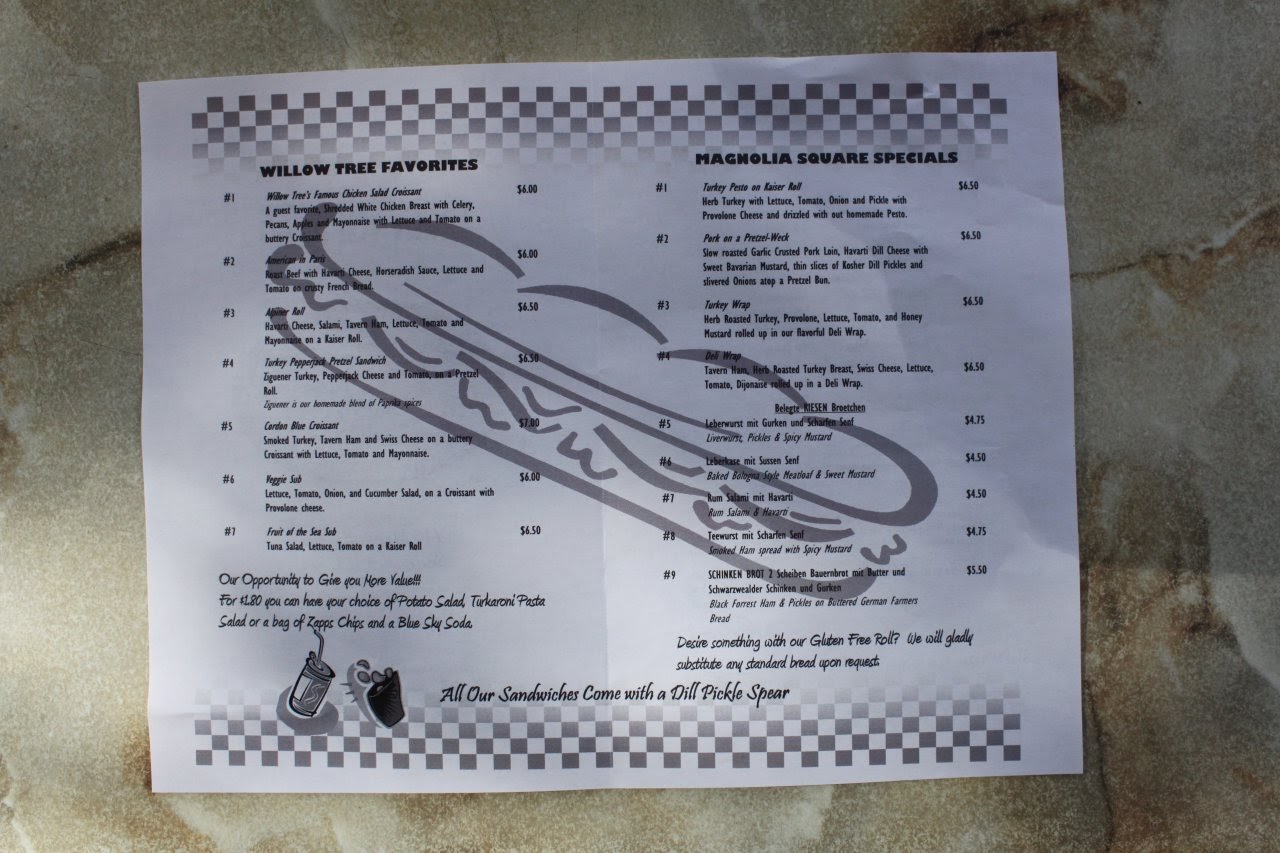 WILLOW TREE FAVORITES
#1 Willow Tree's Famous Chicken Salad Croissant $6.00
A guest favorite, Shredded White Chicken Breast with Celery,
Pecans, Apples and Mayonnaise with Lettuce and Tomato on a
buttery Croissant.
#2 American in Paris $6.00
Roast Beef with Havarti Cheese, Horseradish Sauce, Lettuce and
Tomato on crusty French Bread.
#3 Alpiner Roll $6.50
Havarti Cheese, Salami, Tavern Ham, Lettuce, Tomato and
Mayonnaise on a Kaiser Roll.
#4 Turkey Pepperjack Pretzel Sandwich $6.50
Ziguener Turkey, Pepperjack Cheese and Tomato, on a Pretzel
Roll.
Ziguener is our homemade blend of Paprika spices
#5 Cordon Blue Croissant $7.00
Smoked Turkey, Tavern Ham and Swiss Cheese on a buttery
Croissant with Lettuce, Tomato and Mayonnaise.
#6 Veggie Sub $6.00
Lettuce, Tomato, Onion, and Cucumber Salad, on a Croissant with
Provolone cheese.
#7 Fruit of the Sea Sub $6.50
Tuna Salad, Lettuce, Tomato on a Kaiser Roll
Our Opportunity to Give you More Value!!!
For $1.80 you can have your choice of Potato Salad, Turkaroni Pasta
Salad or a bag of Zapps Chips and a Blue Sky Soda.
MAGNOLIA SQUARE SPECIALS
#1 Turkey Pesto on Kaiser Roll $6.50
Herb Turkey with Lettuce, Tomato, Onion and Pickle with
Provolone Cheese and drizzled with out homemade Pesto.
#2 Pork on a Pretzel-Weck $6.50
Slow roasted Garlic Crusted Pork Loin, Havarti Dill Cheese with
Sweet Bavarian Mustard, thin slices of Kosher Dill Pickles and
slivered Onions atop a Pretzel Bun.
#3 Turkey Wrap $6.50
Herb Roasted Turkey, Provolone, Lettuce, Tomato, and Honey
Mustard rolled up in our flavorful Deli Wrap.
#4 Deli Wrap $6.50
Tavern Ham, Herb Roasted Turkey Breast, Swiss Cheese, Lettuce,
Tomato, Dijonaise rolled up in a Deli Wrap.
Belegte RIESEN Broetchen
#5 Leberwurst mit Gurken und Scharfen Senf $4.75
Liverwurst, Pickles & Spicy Mustard
#6 Leberkase mit Sussen Senf $4.50
Baked Bologna Style Meatloaf & Sweet Mustard
#7 Rum Salami mit Havarti $4.50
Rum Salami & Havarti
#8 Teewurst mit Scharfen Senf $4.75
Smoked Ham spread with Spicy Mustard
#9 SCHINKEN BROT 2 Scheiben Bauernbrot mit Butter und $5.50
Schwarzwealder Schinken und Gurken
Black Forrest Ham & Pickles on Buttered German Farmers
Bread
Desire something with our Gluten Free Roll? We will gladly
substitute any standard bread upon request.
All Our Sandwiches Come with a Dill Pickle Spear